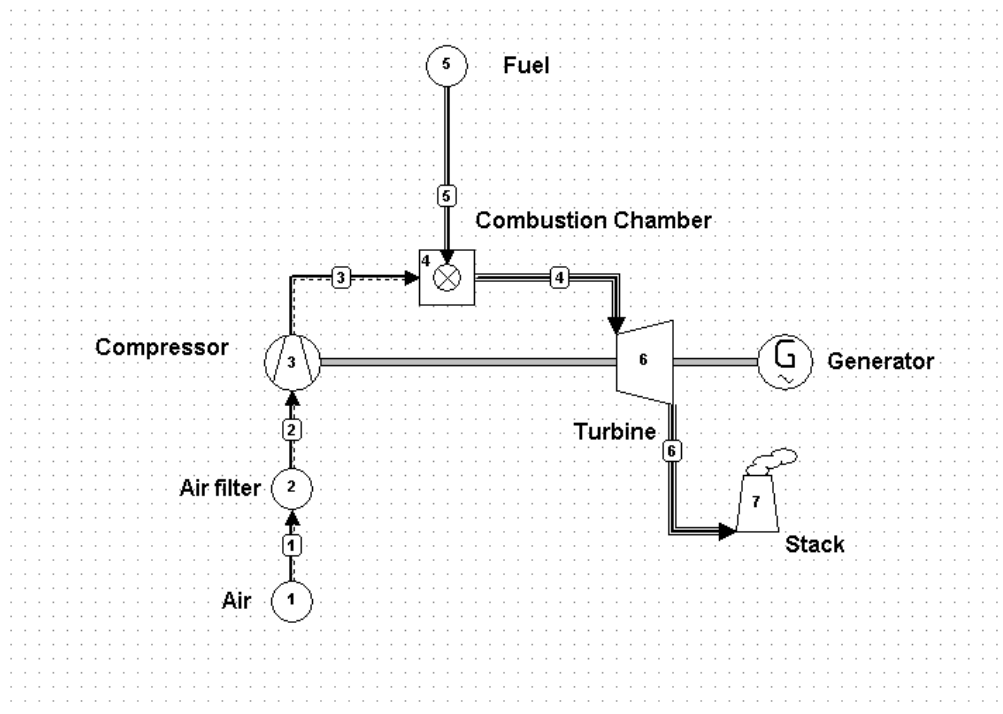 5 Fuel
5
Combustion Chamber
4
3
4
Compressor
3
6
G
Generator
2
Turbine
6
Air filter
2
7
1
Stack
Air
1